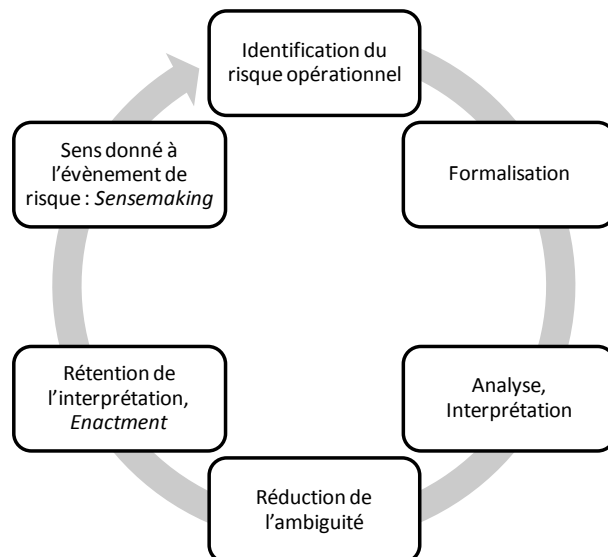 Identification du
risque opérationnel
Formalisation
Analyse,
Interprétation
Réduction de
l'ambiguité
Rétention de
l'interprétation,
Enactment
Sens donné à
l'évènement de
risque : Sensemaking